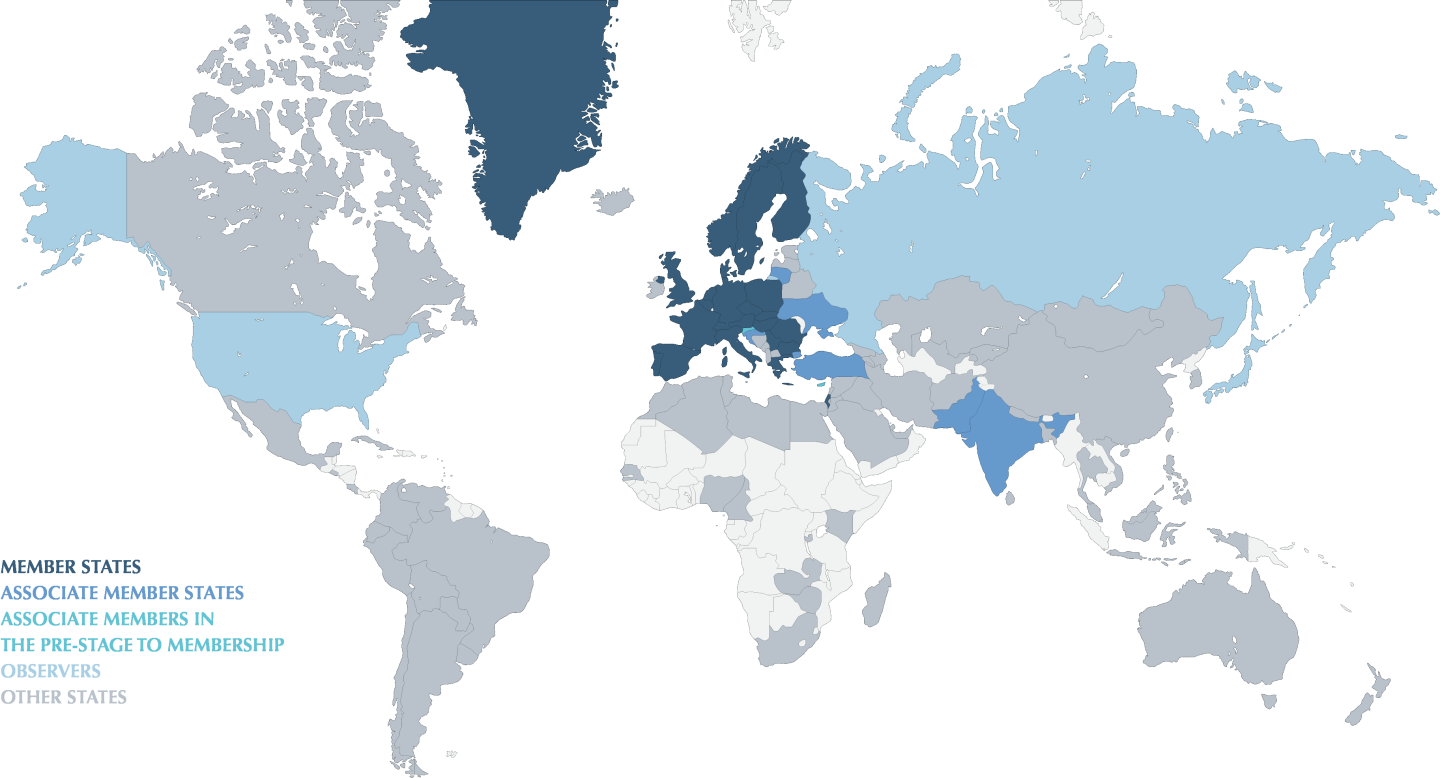 MEMBER STATES
ASSOCIATE MEMBER STATES
ASSOCIATE MEMBERS IN
THE PRE-STAGE TO MEMBERSHIP
OBSERVERS
OTHER STATES